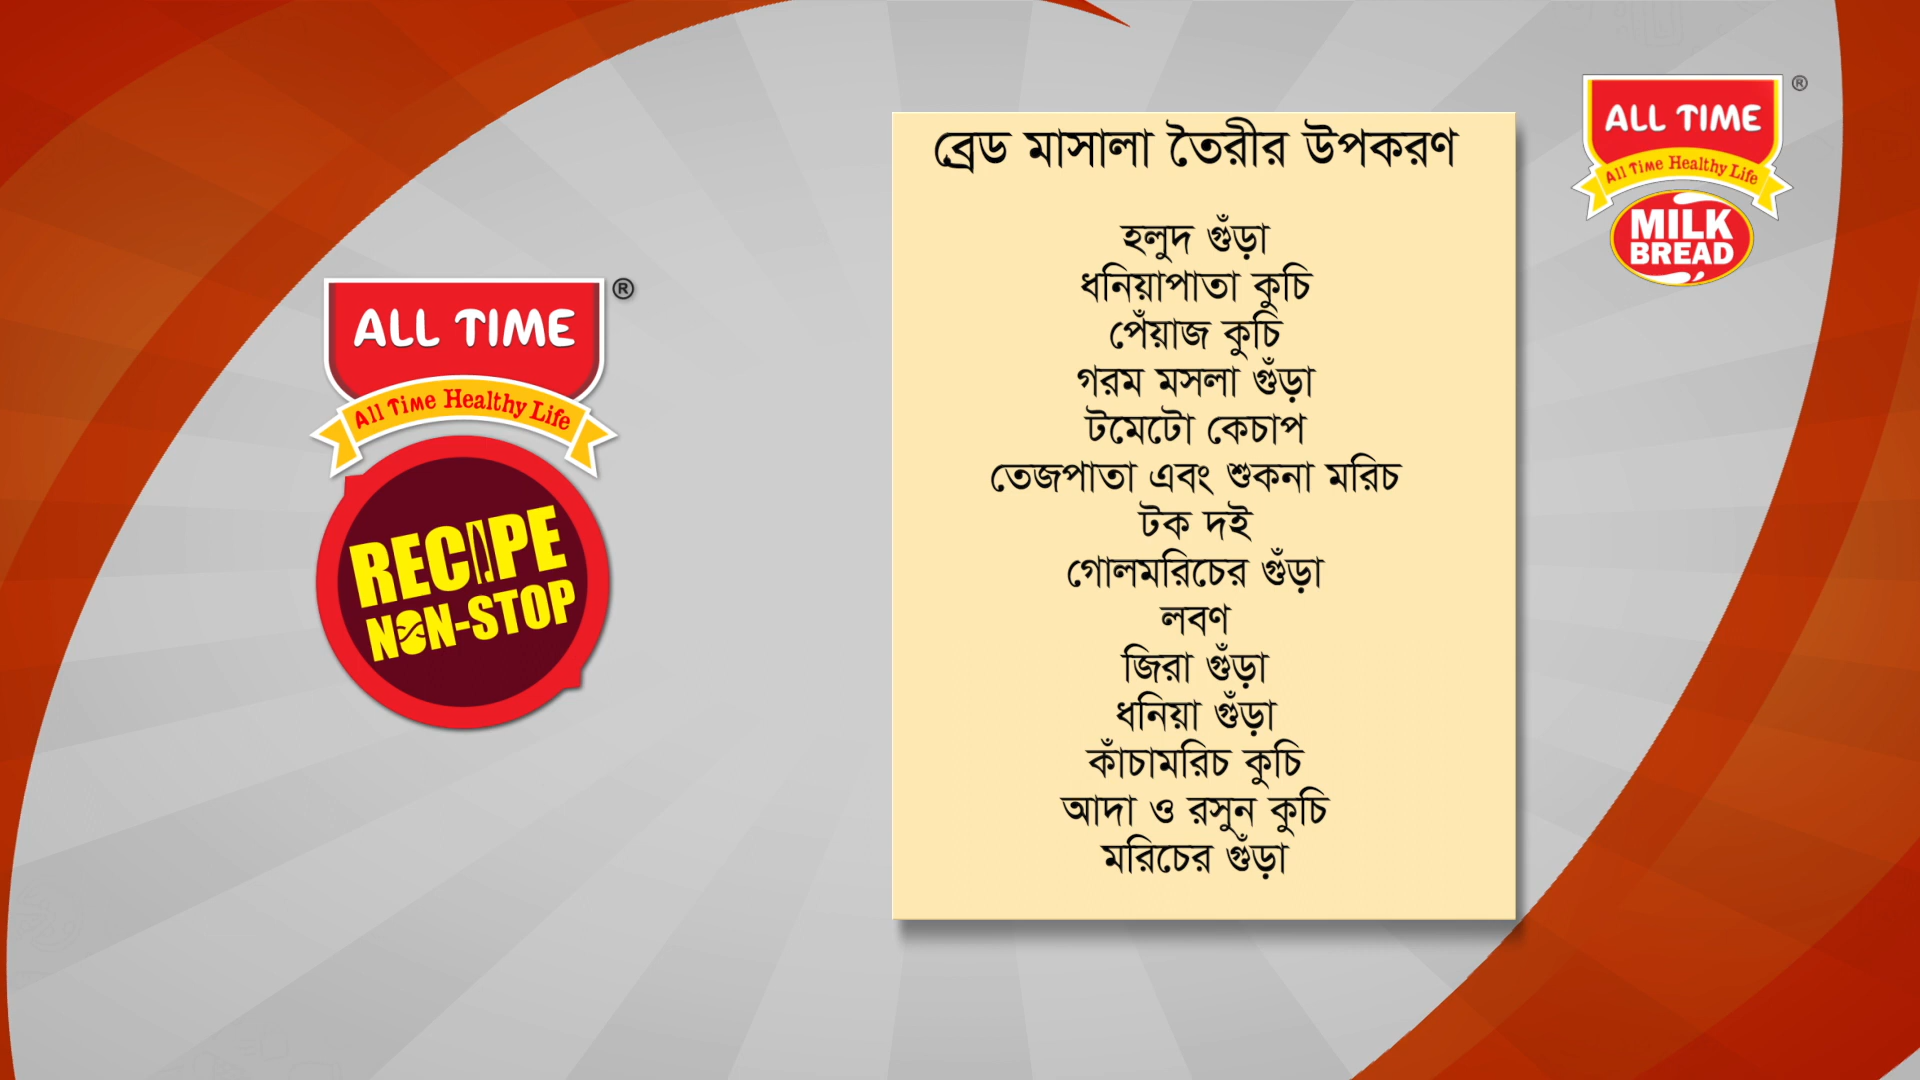 ALL TIME
®
All Time Healthy Life
RECIPE
NON-STOP
ব্রেড মাসালা তৈরীর উপকরণ
হলুদ গুঁড়া
ধনিয়াপাতা কুচি
পেঁয়াজ কুচি
গরম মসলা গুঁড়া
টমেটো কেচাপ
তেজপাতা এবং শুকনা মরিচ
টক দই
গোলমরিচের গুঁড়া
লবণ
জিরা গুঁড়া
ধনিয়া গুঁড়া
কাঁচামরিচ কুচি
আদা ও রসুন কুচি
মরিচের গুঁড়া
ALL TIME
®
All Time Healthy Life
MILK
BREAD